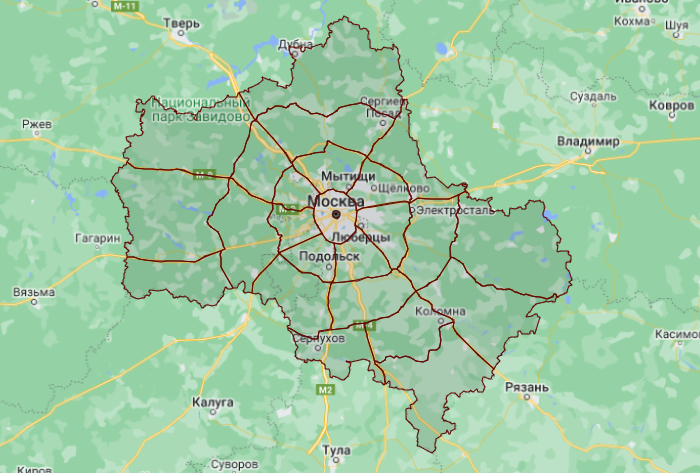 М-11
Иваново
Кохма
Шуя
Тверь
Дубна
Национальный
парк Завидово
Сергиев
Посад
Суздаль
Ковров
Ржев
Владимир
М-9
Мытищи
Щёлково
Москва
Электросталь
Люберцы
Гагарин
Подольск
Вязьма
Коломна
М-4
Серпухов
Касимов
М2
Рязань
Калуга
Тула
Суворов
Киров